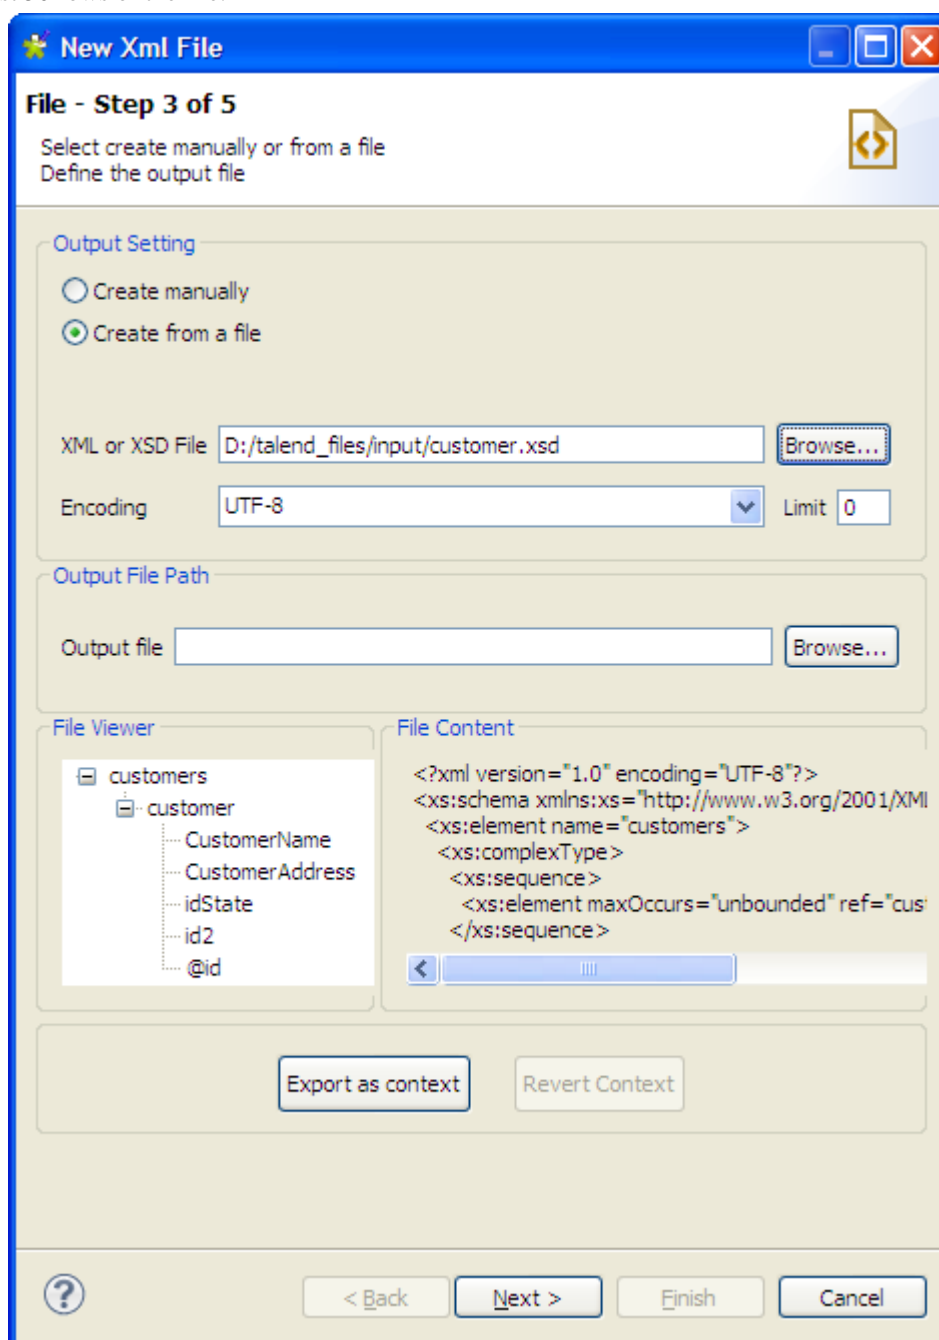 New Xml File
File - Step 3 of 5
Select create manually or from a file
Define the output file
Output Setting
Create manually
Create from a file
XML or XSD File D:/talend_files/input/customer.xsd Browse...
Encoding UTF-8 Limit 0
Output File Path
Output file Browse...
File Viewer
customers
customer
CustomerName
CustomerAddress
idState
id2
@id
File Content
<?xml version="1.0" encoding="UTF-8"?>
<xs:schema xmlns:xs="http://www.w3.org/2001/XML
<xs:element name="customers">
<xs:complexType>
<xs:sequence>
<xs:element maxOccurs="unbounded" ref="cus
</xs:sequence>
Export as context Revert Context
? < Back Next > Finish Cancel